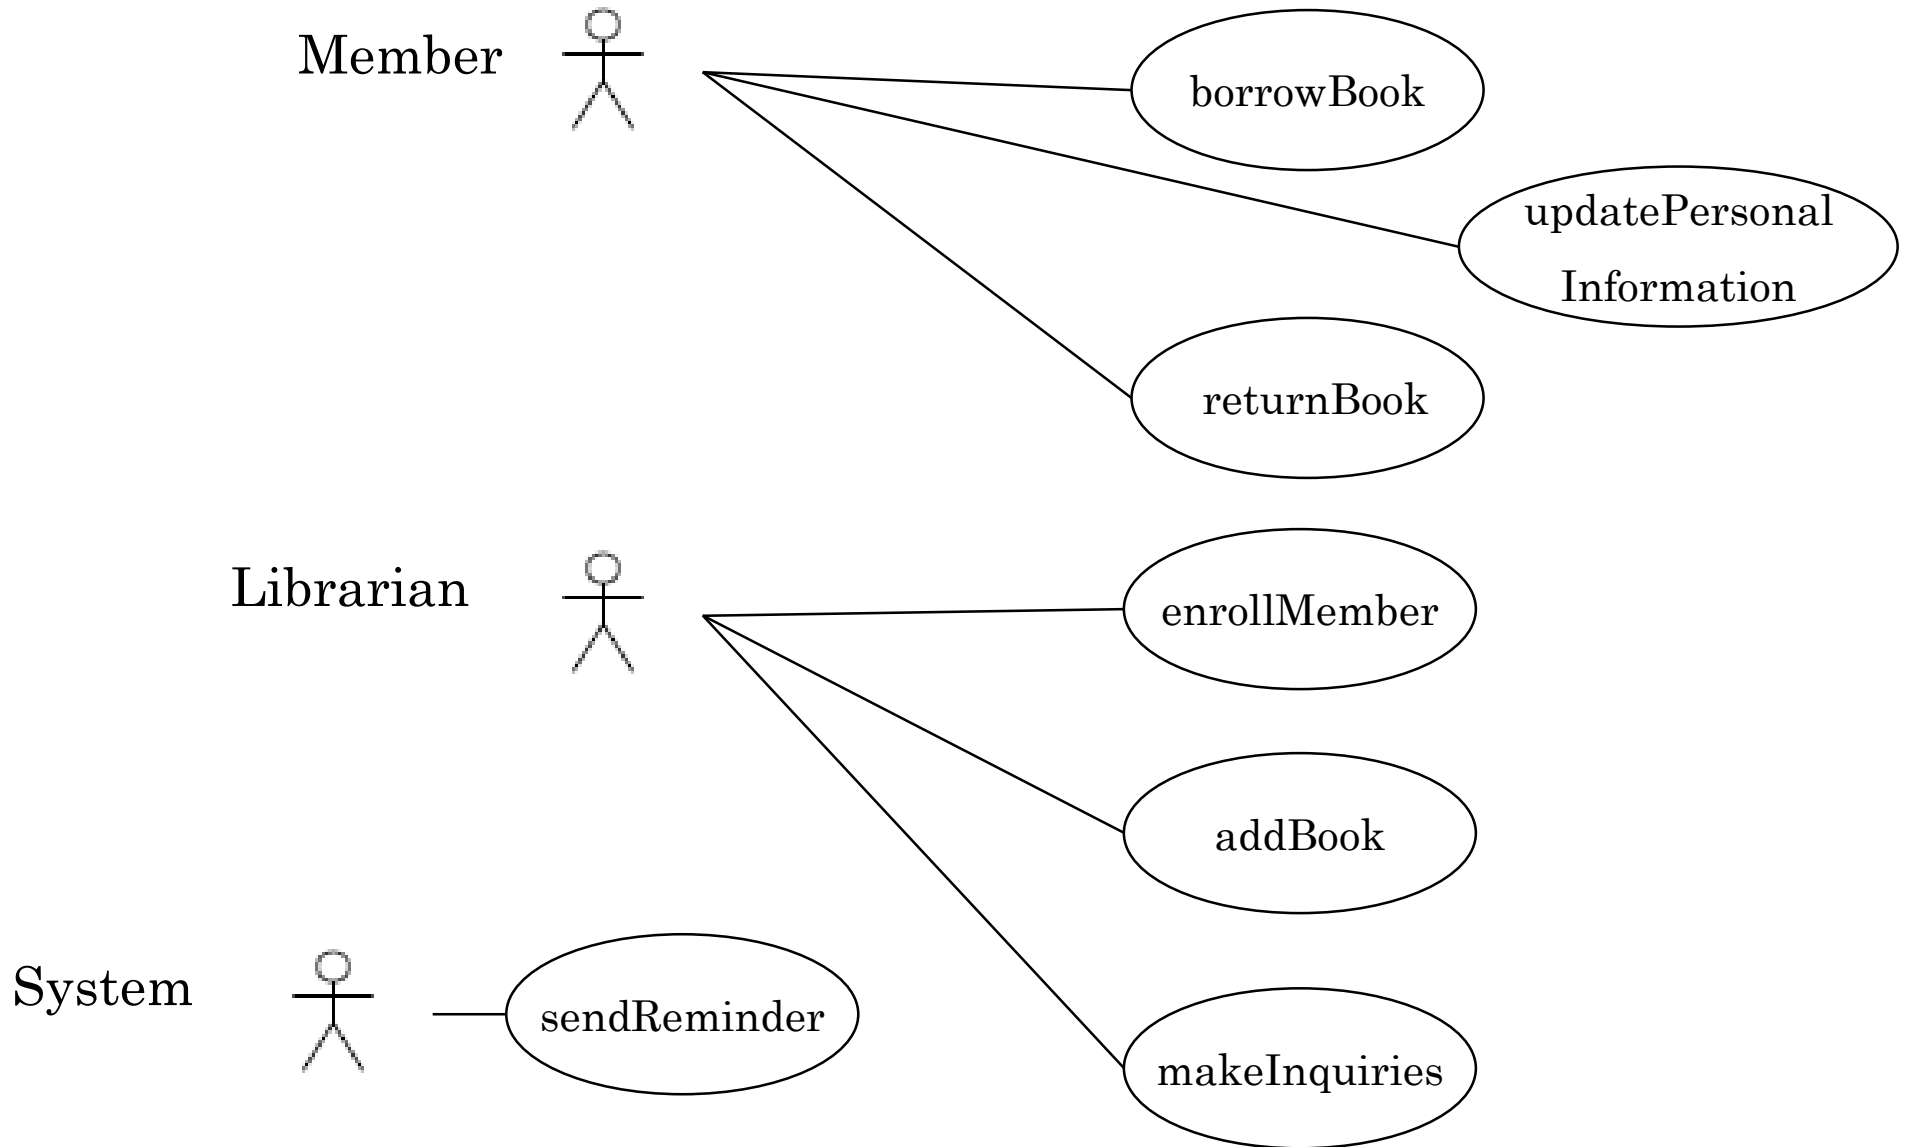 Member
borrowBook
updatePersonal
Information
returnBook
Librarian
enrollMember
addBook
System
sendReminder
makeInquiries